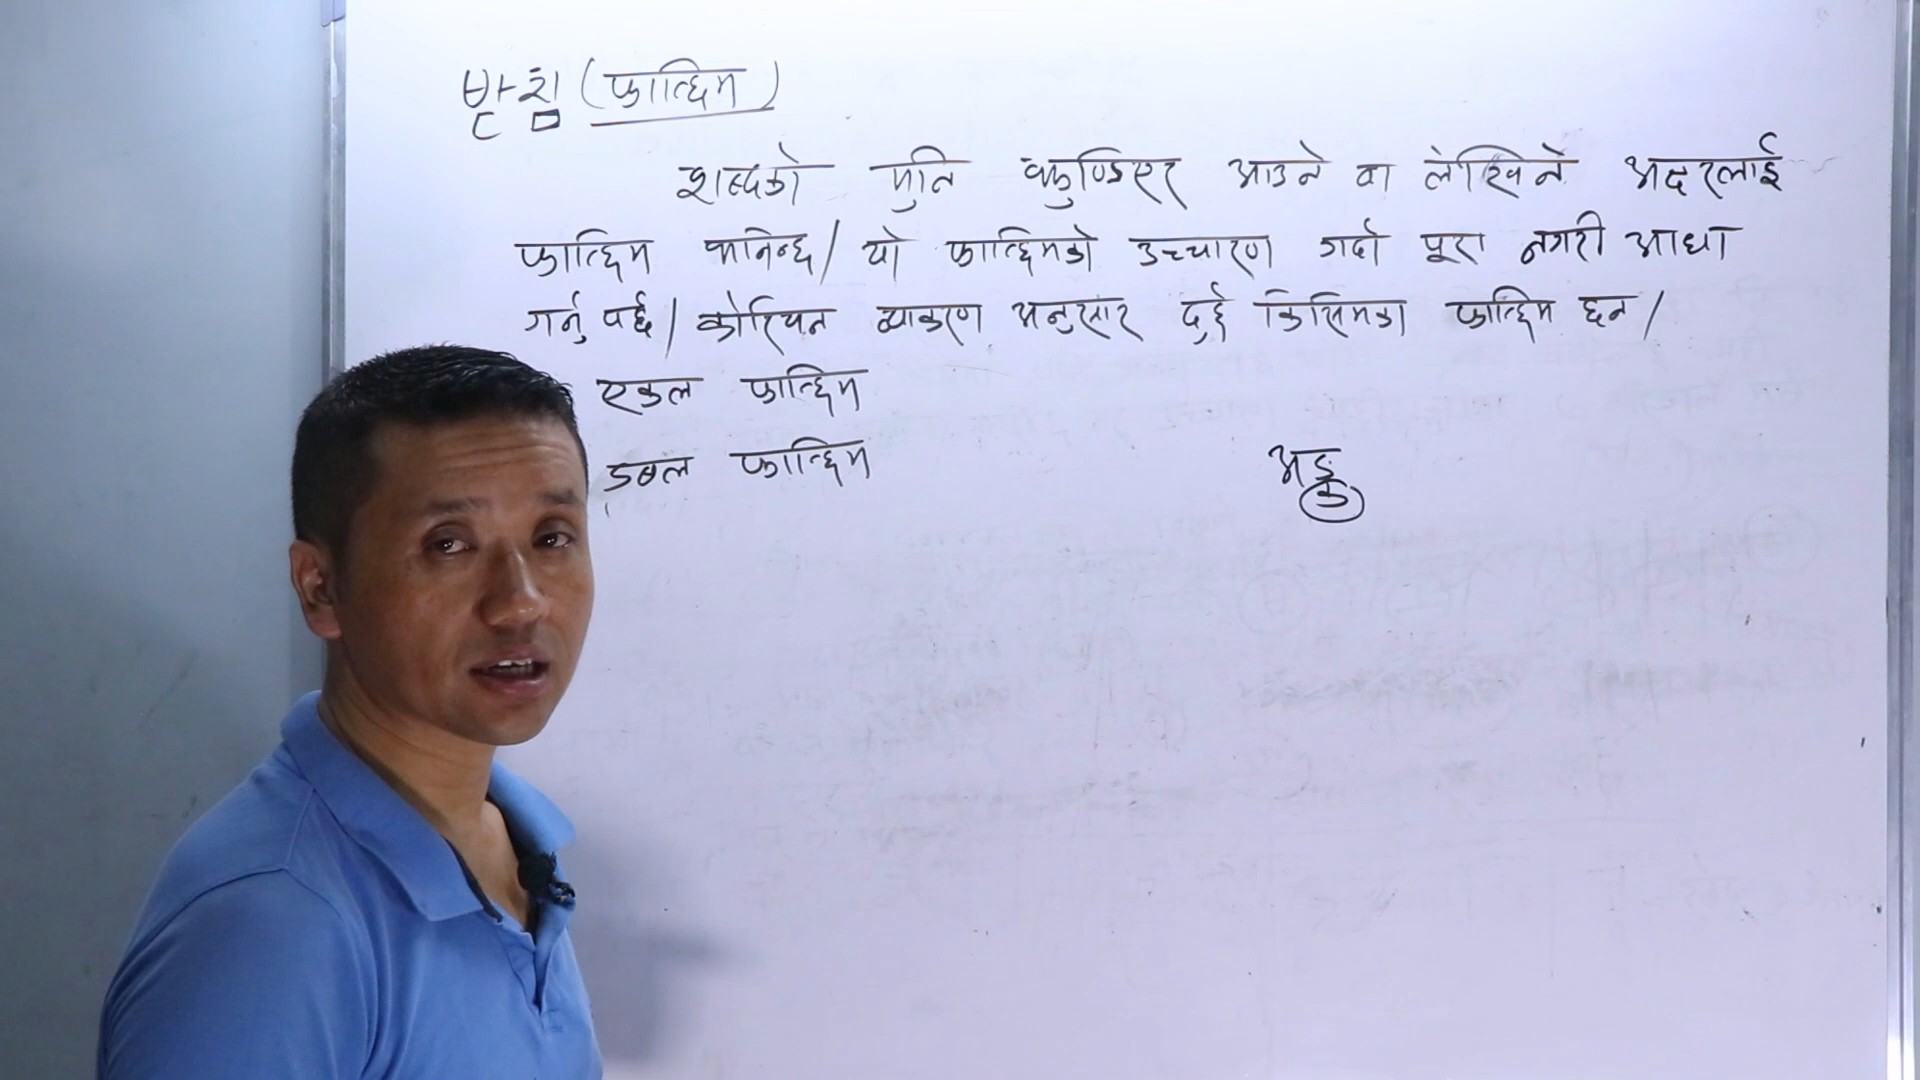 받침 (फात्छिम)
शब्दको मुनि झुण्डिएर आउने वा लेखिने अक्षरलाई
फात्छिम भनिन्छ/ यो फात्छिमको उच्चारण गर्दा पूरा नगरी आधा
गर्नु पर्छ/ कोरियन व्याकरण अनुसार दुई किसिमका फात्छिम छन/
एकल फात्छिम
डबल फात्छिम अङ्क